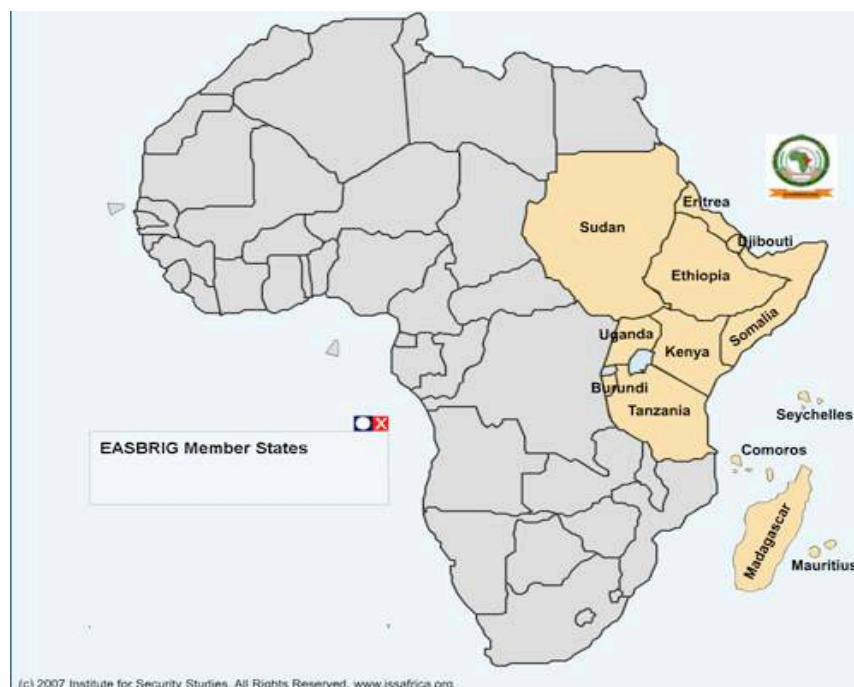 Sudan
Eritrea
Djibouti
Ethiopia
Somalia
Uganda
Kenya
Burundi
Tanzania
Seychelles
EASBRIG Member States
Comoros
Madagascar
Mauritius
(c) 2007 Institute for Security Studies. All Rights Reserved. www.issafrica.org